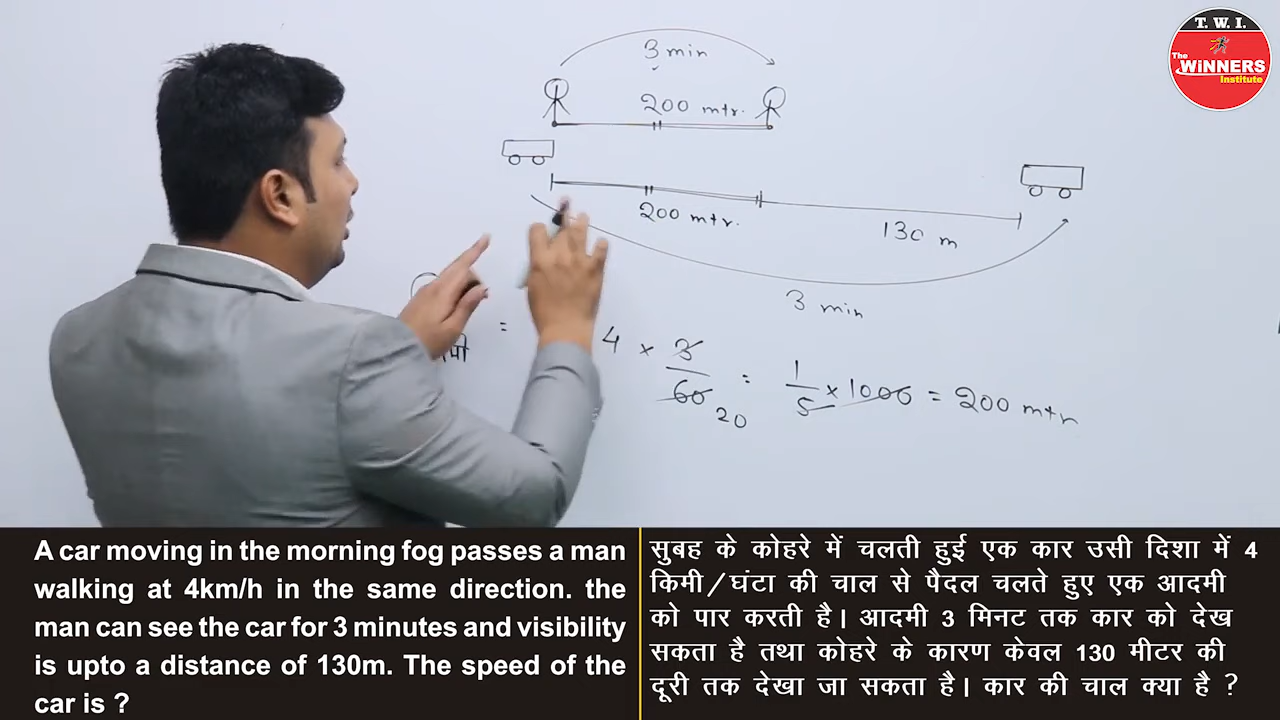 T. W. I.
The
WiNNERS
Institute
3 min
200 mtr.
200 mtr.
130 m
3 min
= 4 × 3/60 20 = 1/5 × 1000 = 200 mtr
A car moving in the morning fog passes a man
walking at 4km/h in the same direction. the
man can see the car for 3 minutes and visibility
is upto a distance of 130m. The speed of the
car is ?
सुबह के कोहरे में चलती हुई एक कार उसी दिशा में 4
किमी/घंटा की चाल से पैदल चलते हुए एक आदमी
को पार करती है। आदमी 3 मिनट तक कार को देख
सकता है तथा कोहरे के कारण केवल 130 मीटर की
दूरी तक देखा जा सकता है। कार की चाल क्या है ?